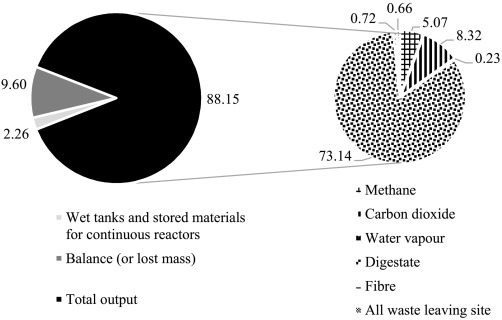 0.66
0.72
5.07
8.32
0.23
9.60
88.15
2.26
73.14
Wet tanks and stored materials
for continuous reactors
Balance (or lost mass)
Total output
Methane
Carbon dioxide
Water vapour
Digestate
Fibre
All waste leaving site